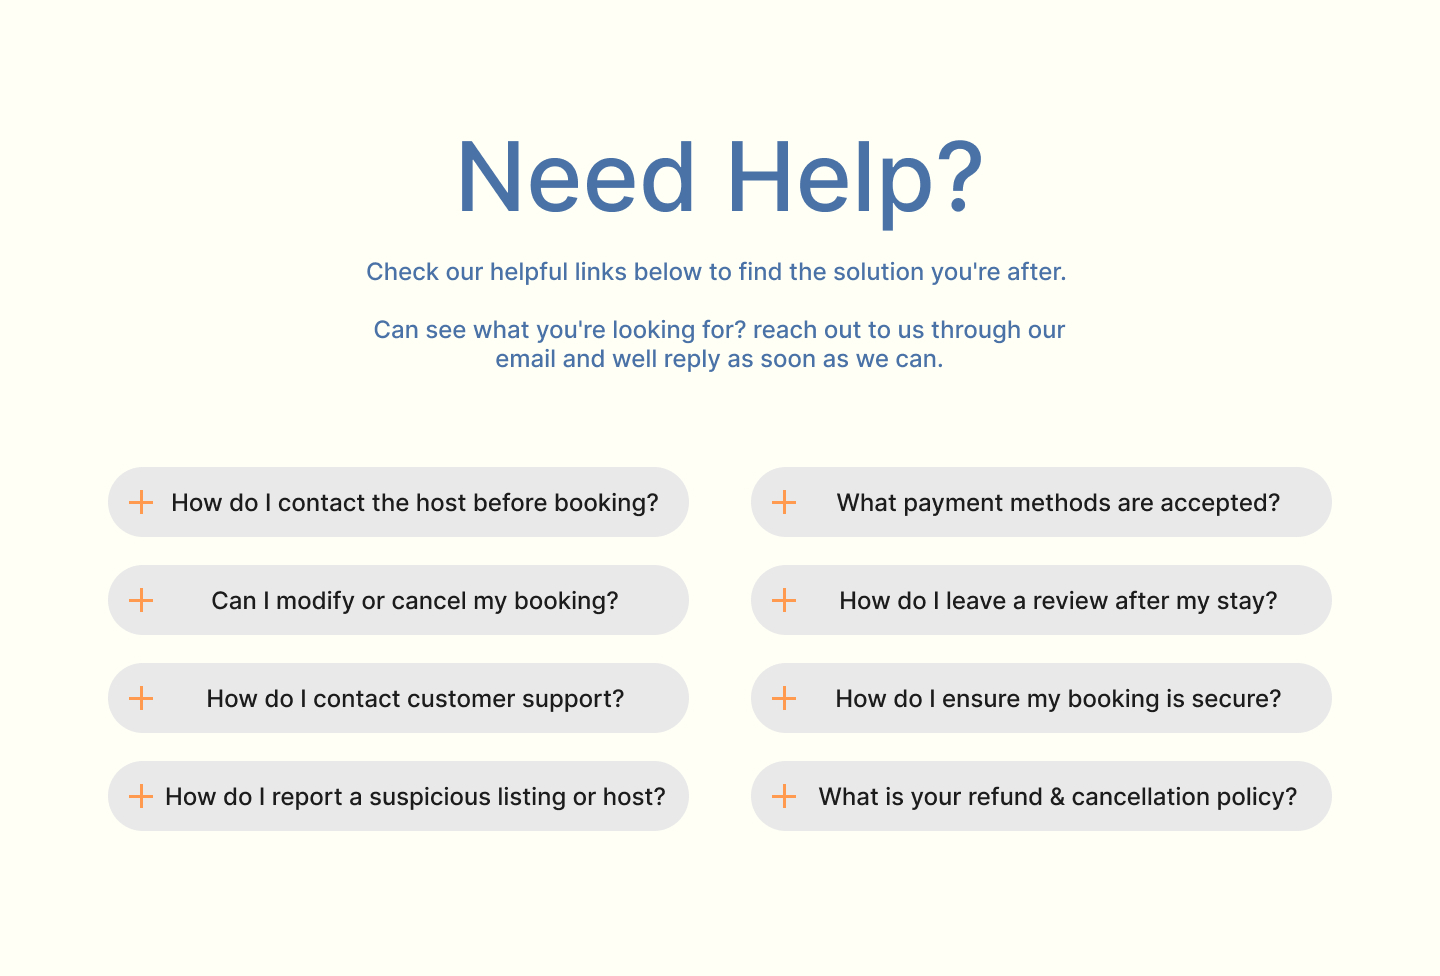 Need Help?
Check our helpful links below to find the solution you're after.
Can see what you're looking for? reach out to us through our
email and well reply as soon as we can.
How do I contact the host before booking?
What payment methods are accepted?
Can I modify or cancel my booking?
How do I leave a review after my stay?
How do I contact customer support?
How do I ensure my booking is secure?
How do I report a suspicious listing or host?
What is your refund & cancellation policy?